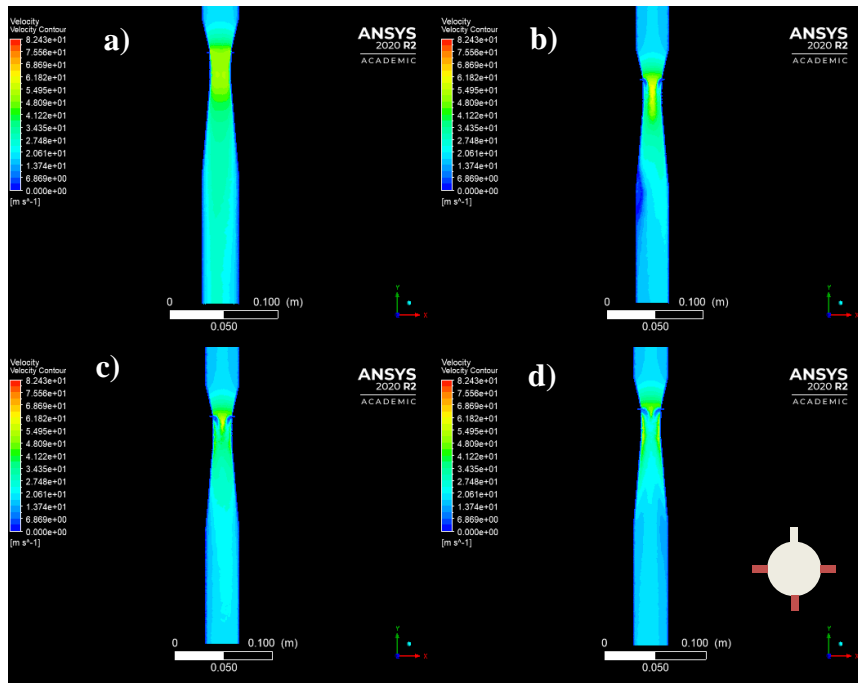 a)
Velocity
Velocity Contour
8.243e+01
7.556e+01
6.869e+01
6.182e+01
5.495e+01
4.809e+01
4.122e+01
3.435e+01
2.748e+01
2.061e+01
1.374e+01
6.869e+00
0.000e+00
[m s^-1]
ANSYS
2020 R2
ACADEMIC
0
0.100 (m)
0.050
Y
X
b)
Velocity
Velocity Contour
8.243e+01
7.556e+01
6.869e+01
6.182e+01
5.495e+01
4.809e+01
4.122e+01
3.435e+01
2.748e+01
2.061e+01
1.374e+01
6.869e+00
0.000e+00
[m s^-1]
ANSYS
2020 R2
ACADEMIC
0
0.100 (m)
0.050
Y
X
c)
Velocity
Velocity Contour
8.243e+01
7.556e+01
6.869e+01
6.182e+01
5.495e+01
4.809e+01
4.122e+01
3.435e+01
2.748e+01
2.061e+01
1.374e+01
6.869e+00
0.000e+00
[m s^-1]
ANSYS
2020 R2
ACADEMIC
0
0.100 (m)
0.050
Y
X
d)
Velocity
Velocity Contour
8.243e+01
7.556e+01
6.869e+01
6.182e+01
5.495e+01
4.809e+01
4.122e+01
3.435e+01
2.748e+01
2.061e+01
1.374e+01
6.869e+00
0.000e+00
[m s^-1]
ANSYS
2020 R2
ACADEMIC
0
0.100 (m)
0.050
Y
X